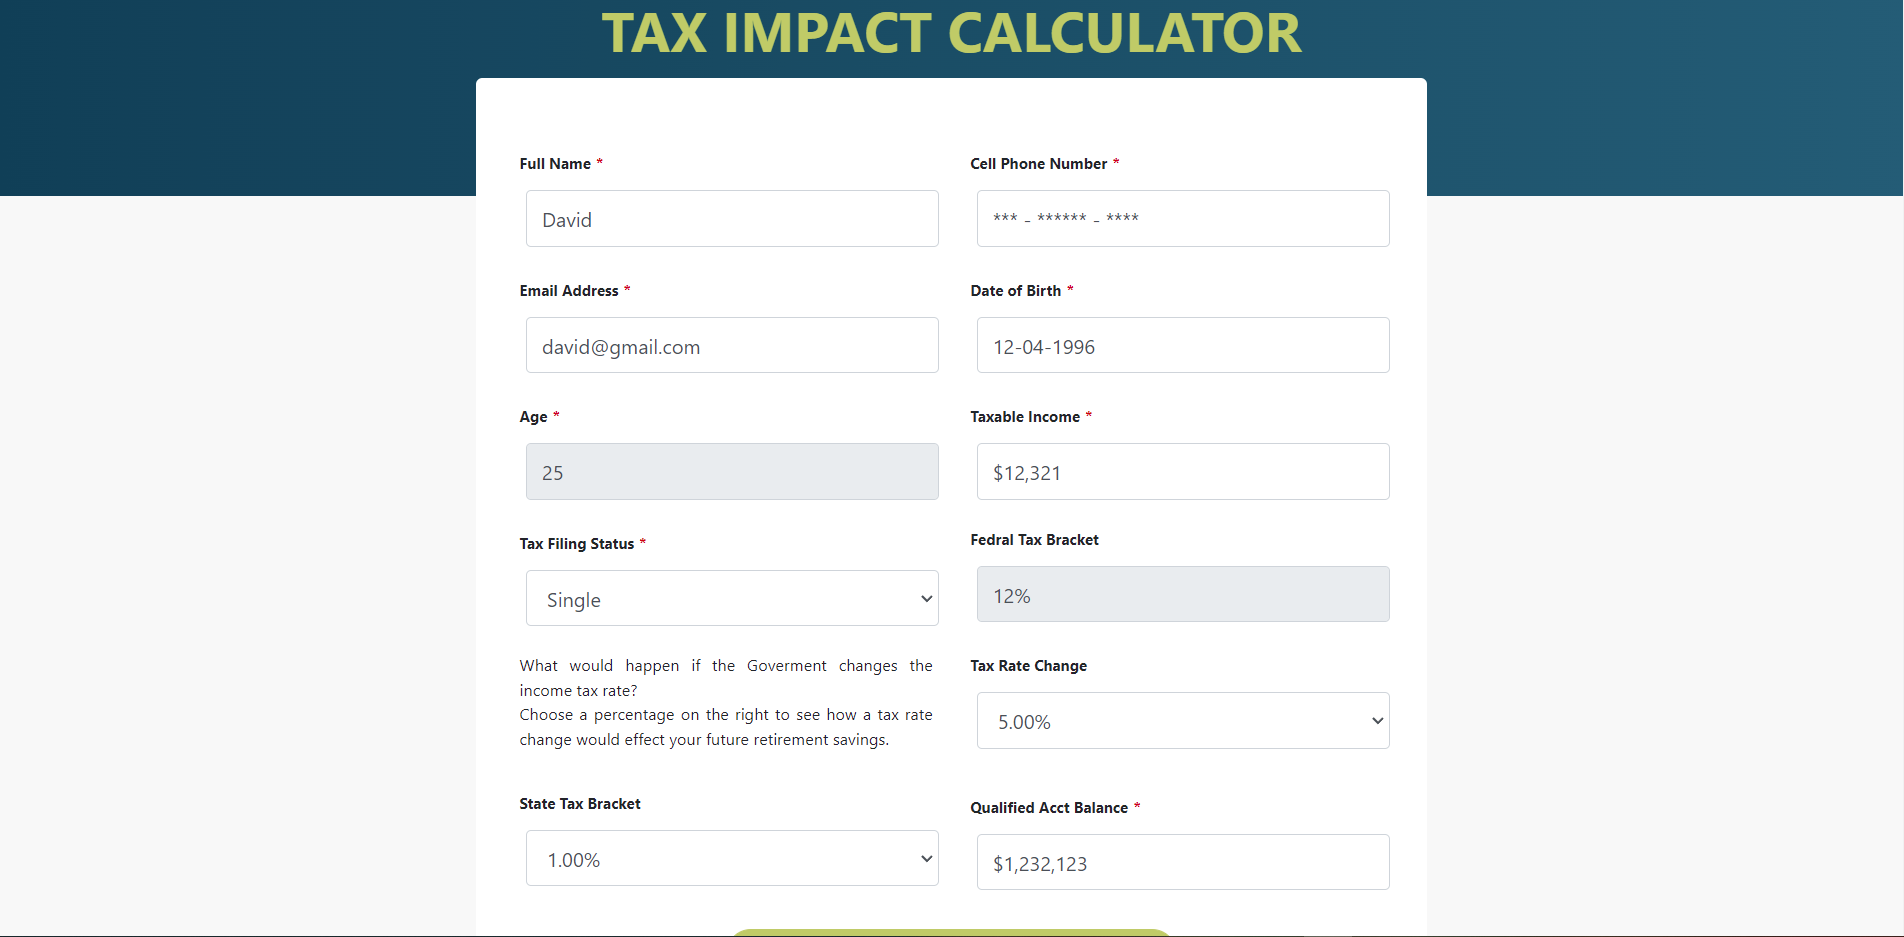 TAX IMPACT CALCULATOR
Full Name *
Cell Phone Number *
David
*** - ****** - ****
Email Address *
Date of Birth *
david@gmail.com
12-04-1996
Age *
Taxable Income *
25
$12,321
Tax Filing Status *
Fedral Tax Bracket
Single
12%
What would happen if the Goverment changes the
income tax rate?
Choose a percentage on the right to see how a tax rate
change would effect your future retirement savings.
Tax Rate Change
5.00%
State Tax Bracket
Qualified Acct Balance *
1.00%
$1,232,123